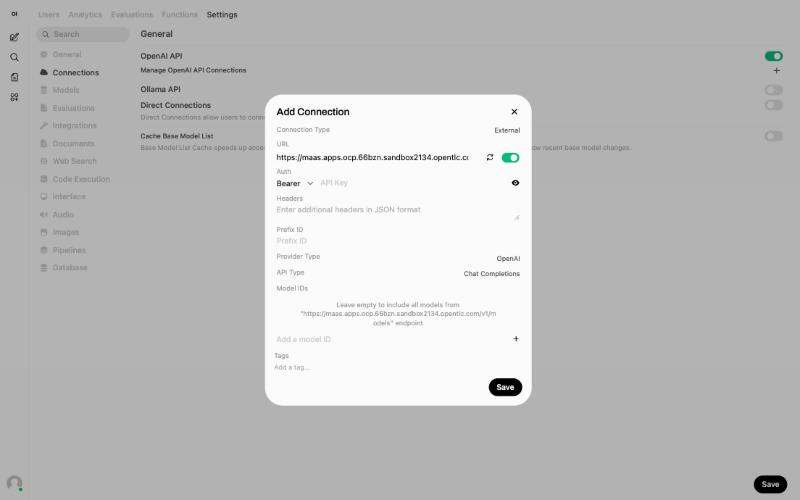 OI
Users Analytics Evaluations Functions Settings
Search
General
Connections
Models
Evaluations
Integrations
Documents
Web Search
Code Execution
Interface
Audio
Images
Pipelines
Database
General
OpenAI API
Manage OpenAI API Connections
Ollama API
Direct Connections
Direct Connections allow users to conn
Cache Base Model List
Base Model List Cache speeds up acce
ow recent base model changes.
Add Connection
Connection Type External
URL
https://maas.apps.ocp.66bzn.sandbox2134.opentlc.cc
Auth
Bearer API Key
Headers
Enter additional headers in JSON format
Prefix ID
Prefix ID
Provider Type OpenAI
API Type Chat Completions
Model IDs
Leave empty to include all models from
"https://maas.apps.ocp.66bzn.sandbox2134.opentlc.com/v1/m
odels" endpoint
Add a model ID
Tags
Add a tag...
Save
Save